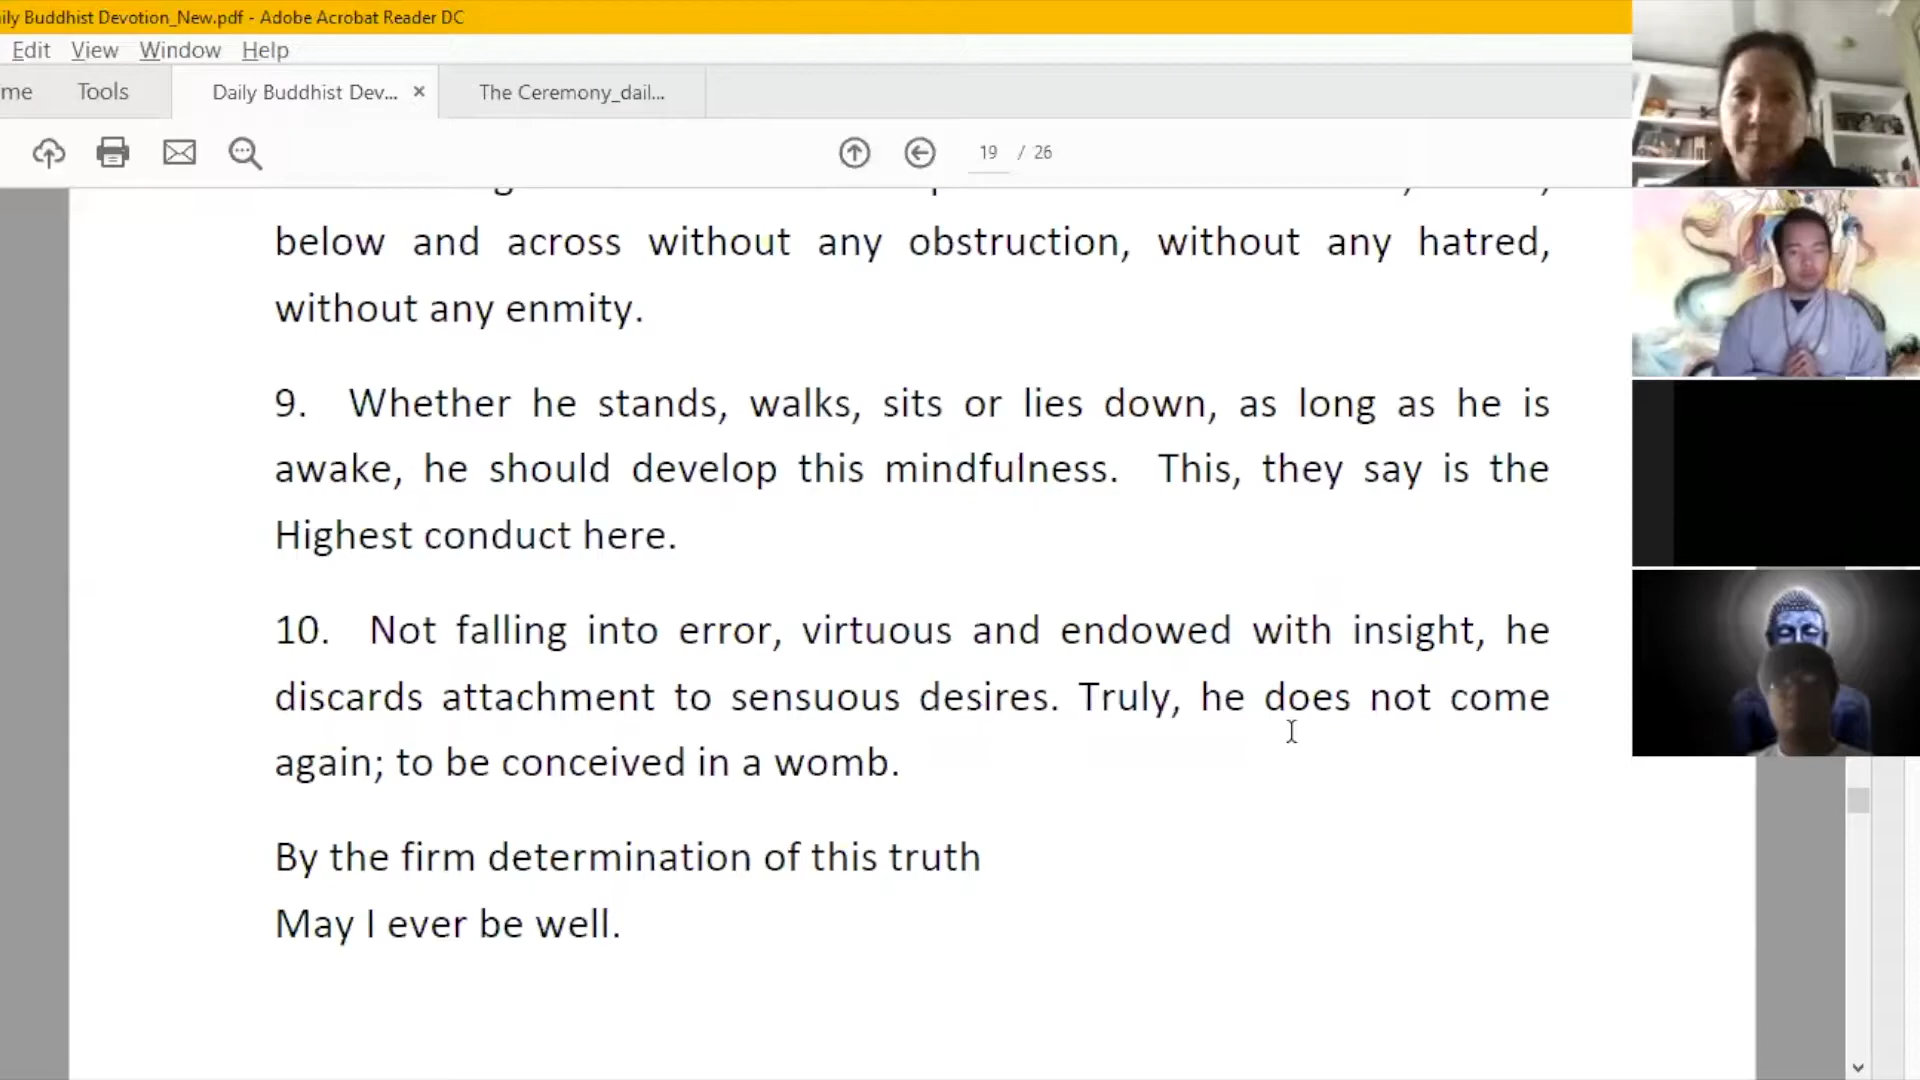 ily Buddhist Devotion_New.pdf - Adobe Acrobat Reader DC
Edit View Window Help
me Tools Daily Buddhist Dev... × The Ceremony_dail...
19 / 26
below and across without any obstruction, without any hatred,
without any enmity.
9. Whether he stands, walks, sits or lies down, as long as he is
awake, he should develop this mindfulness. This, they say is the
Highest conduct here.
10. Not falling into error, virtuous and endowed with insight, he
discards attachment to sensuous desires. Truly, he does not come
again; to be conceived in a womb.
By the firm determination of this truth
May I ever be well.